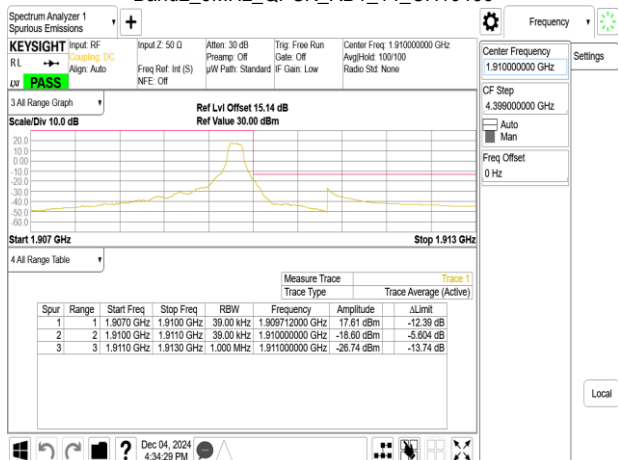 Spectrum Analyzer 1
Spurious Emissions
Frequency
KEYSIGHT Input: RF Input Z: 50 Ω Atten: 30 dB Trig: Free Run Center Freq: 1.910000000 GHz
RL Coupling: DC Preamp: Off Gate: Off Avg|Hold: 100/100
Align: Auto Freq Ref: Int (S) µW Path: Standard IF Gain: Low Radio Std: None
PASS NFE: Off
Center Frequency
1.910000000 GHz
Settings
CF Step
4.399000000 GHz
Auto
Man
Freq Offset
0 Hz
3 All Range Graph
Ref Lvl Offset 15.14 dB
Scale/Div 10.0 dB Ref Value 30.00 dBm
20.0
10.0
0.00
-10.0
-20.0
-30.0
-40.0
-50.0
-60.0
Start 1.907 GHz Stop 1.913 GHz
4 All Range Table
Measure Trace Trace 1
Trace Type Trace Average (Active)
Spur Range Start Freq Stop Freq RBW Frequency Amplitude ΔLimit
1 1 1.9070 GHz 1.9100 GHz 39.00 kHz 1.909712000 GHz 17.61 dBm -12.39 dB
2 2 1.9100 GHz 1.9110 GHz 39.00 kHz 1.910000000 GHz -18.60 dBm -5.604 dB
3 3 1.9110 GHz 1.9130 GHz 1.000 MHz 1.911000000 GHz -26.74 dBm -13.74 dB
Local
Dec 04, 2024
4:34:29 PM